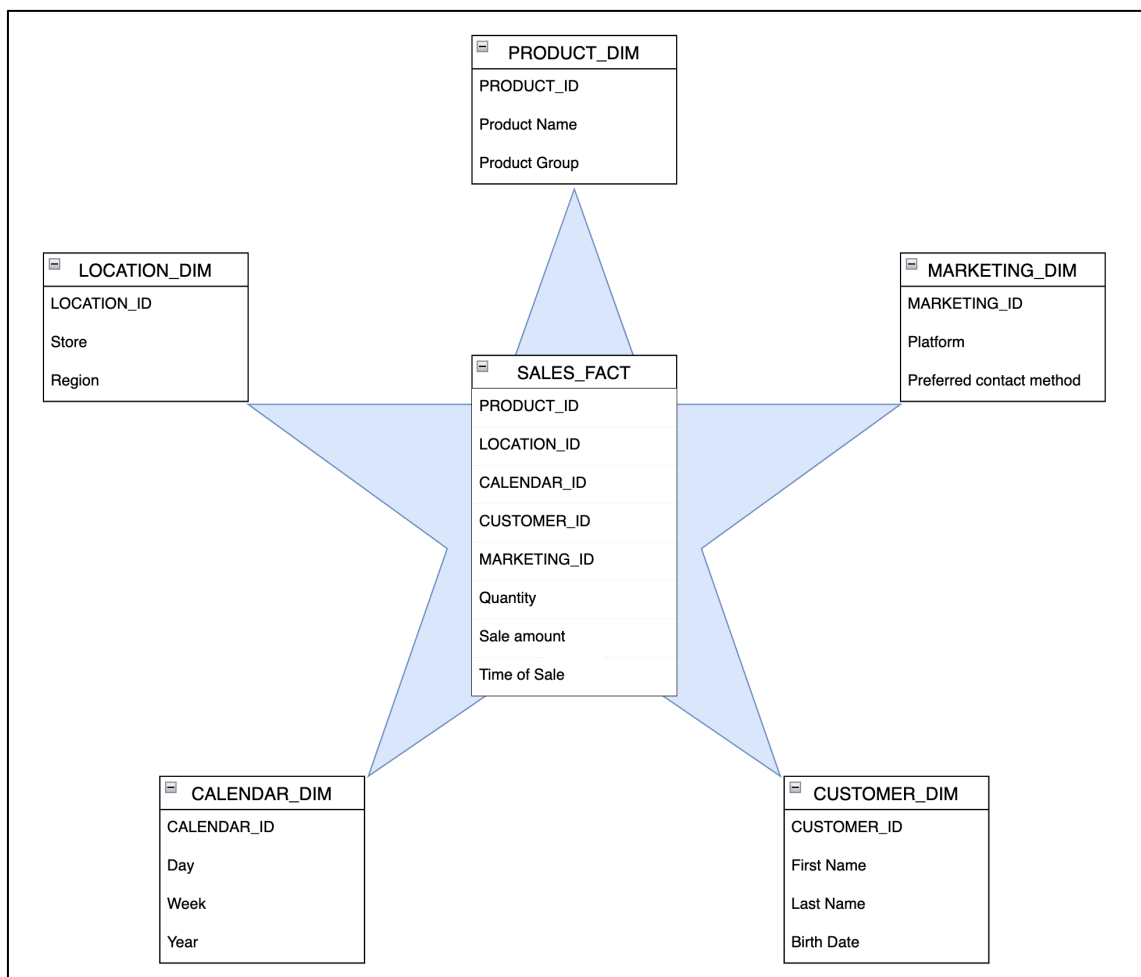 PRODUCT_DIM
PRODUCT_ID
Product Name
Product Group
LOCATION_DIM
LOCATION_ID
Store
Region
MARKETING_DIM
MARKETING_ID
Platform
Preferred contact method
SALES_FACT
PRODUCT_ID
LOCATION_ID
CALENDAR_ID
CUSTOMER_ID
MARKETING_ID
Quantity
Sale amount
Time of Sale
CALENDAR_DIM
CALENDAR_ID
Day
Week
Year
CUSTOMER_DIM
CUSTOMER_ID
First Name
Last Name
Birth Date